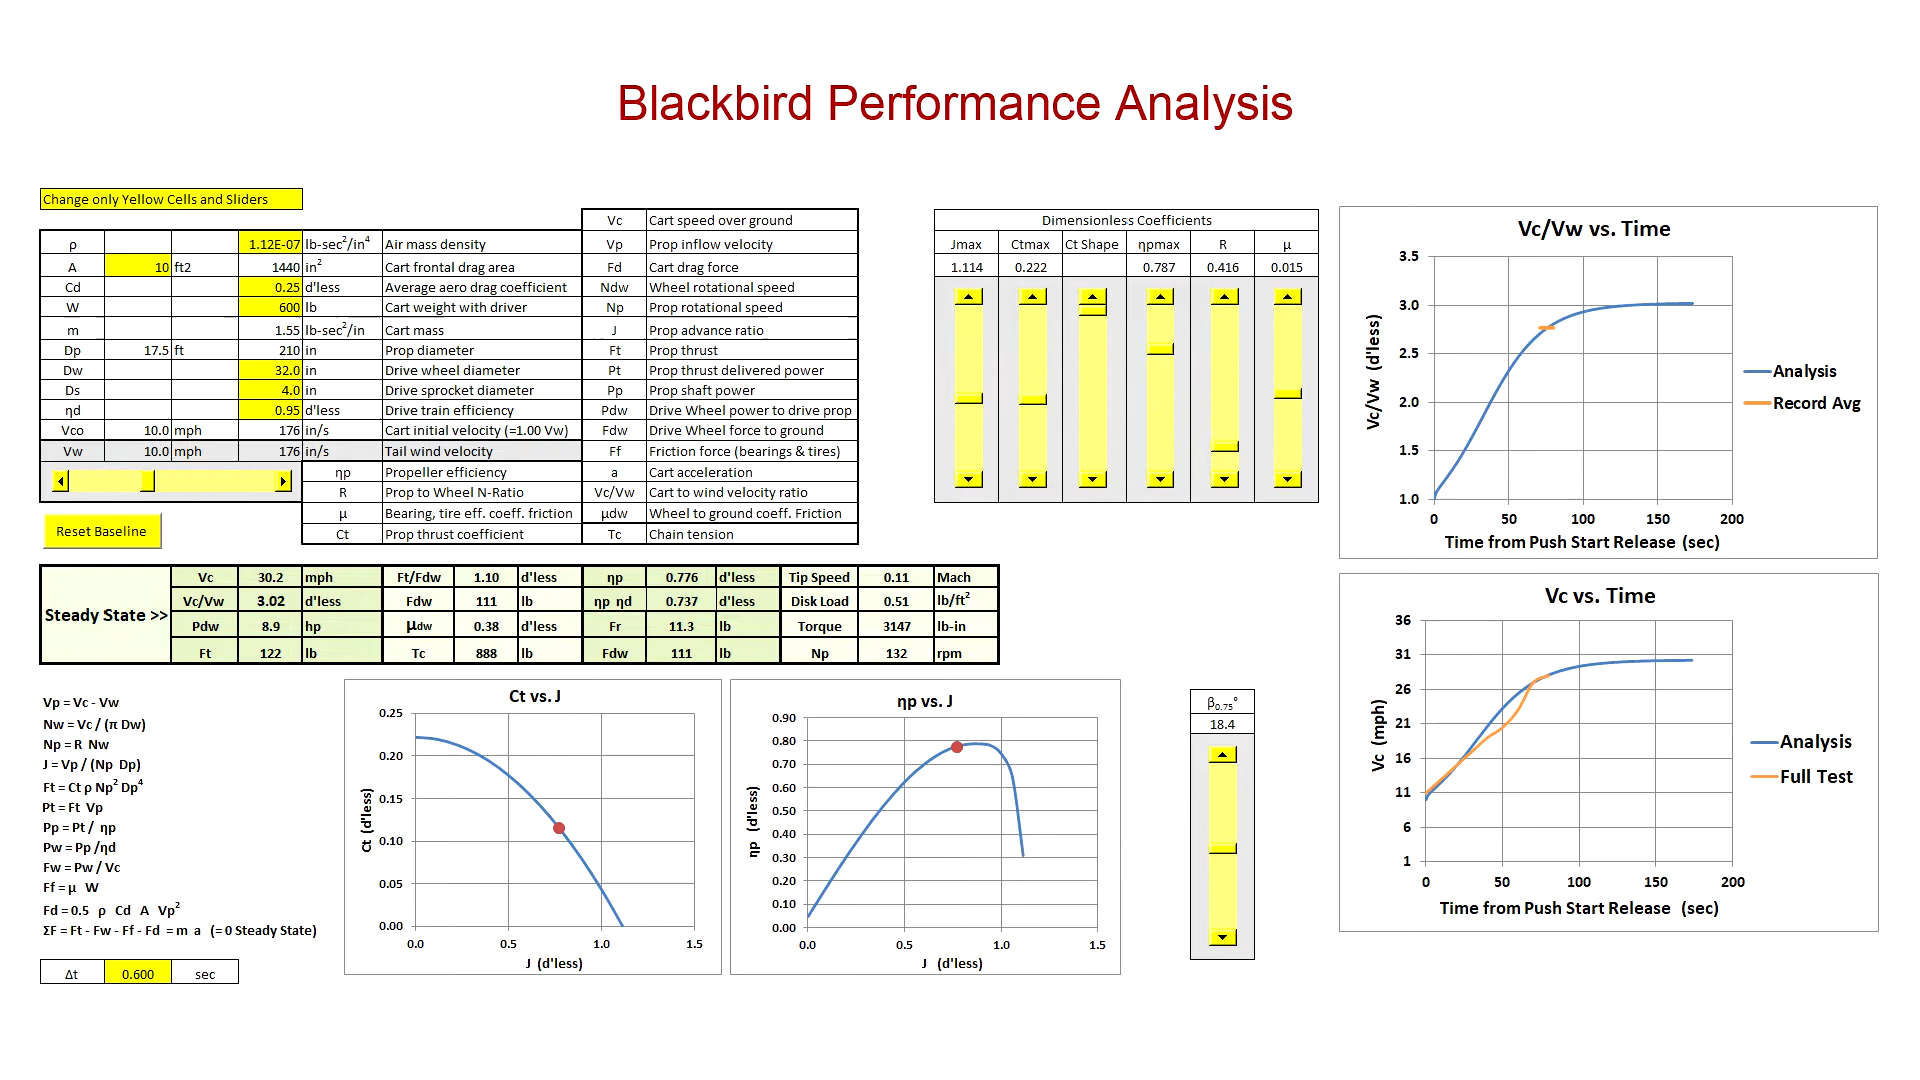 Blackbird Performance Analysis
Change only Yellow Cells and Sliders
ρ 1.12E-07 lb-sec²/in⁴ Air mass density
A 10 ft2 1440 in² Cart frontal drag area
Cd 0.25 d'less Average aero drag coefficient
W 600 lb Cart weight with driver
m 1.55 lb-sec²/in Cart mass
Dp 17.5 ft 210 in Prop diameter
Dw 32.0 in Drive wheel diameter
Ds 4.0 in Drive sprocket diameter
ηd 0.95 d'less Drive train efficiency
Vco 10.0 mph 176 in/s Cart initial velocity (=1.00 Vw)
Vw 10.0 mph 176 in/s Tail wind velocity
ηp Propeller efficiency
R Prop to Wheel N-Ratio
μ Bearing, tire eff. coeff. friction
Ct Prop thrust coefficient
Reset Baseline
Vc Cart speed over ground
Vp Prop inflow velocity
Fd Cart drag force
Ndw Wheel rotational speed
Np Prop rotational speed
J Prop advance ratio
Ft Prop thrust
Pt Prop thrust delivered power
Pp Prop shaft power
Pdw Drive Wheel power to drive prop
Fdw Drive Wheel force to ground
Ff Friction force (bearings & tires)
a Cart acceleration
Vc/Vw Cart to wind velocity ratio
μdw Wheel to ground coeff. Friction
Tc Chain tension
Dimensionless Coefficients
Jmax Ctmax Ct Shape ηpmax R μ
1.114 0.222 0.787 0.416 0.015
Vc/Vw vs. Time
Vc/Vw (d'less)
3.5
3.0
2.5
2.0
1.5
1.0
0 50 100 150 200
Time from Push Start Release (sec)
Analysis
Record Avg
Steady State >>
Vc 30.2 mph Ft/Fdw 1.10 d'less ηp 0.776 d'less Tip Speed 0.11 Mach
Vc/Vw 3.02 d'less Fdw 111 lb ηp ηd 0.737 d'less Disk Load 0.51 lb/ft²
Pdw 8.9 hp μdw 0.38 d'less Fr 11.3 lb Torque 3147 lb-in
Ft 122 lb Tc 888 lb Fdw 111 lb Np 132 rpm
Vp = Vc - Vw
Nw = Vc / (π Dw)
Np = R Nw
J = Vp / (Np Dp)
Ft = Ct ρ Np² Dp⁴
Pt = Ft Vp
Pp = Pt / ηp
Pw = Pp /ηd
Fw = Pw / Vc
Ff = μ W
Fd = 0.5 ρ Cd A Vp²
ΣF = Ft - Fw - Ff - Fd = m a (= 0 Steady State)
Δt 0.600 sec
Ct vs. J
Ct (d'less)
0.25
0.20
0.15
0.10
0.05
0.00
0.0 0.5 1.0 1.5
J (d'less)
ηp vs. J
ηp (d'less)
0.90
0.80
0.70
0.60
0.50
0.40
0.30
0.20
0.10
0.00
0.0 0.5 1.0 1.5
J (d'less)
β0.75°
18.4
Vc vs. Time
Vc (mph)
36
31
26
21
16
11
6
1
0 50 100 150 200
Time from Push Start Release (sec)
Analysis
Full Test